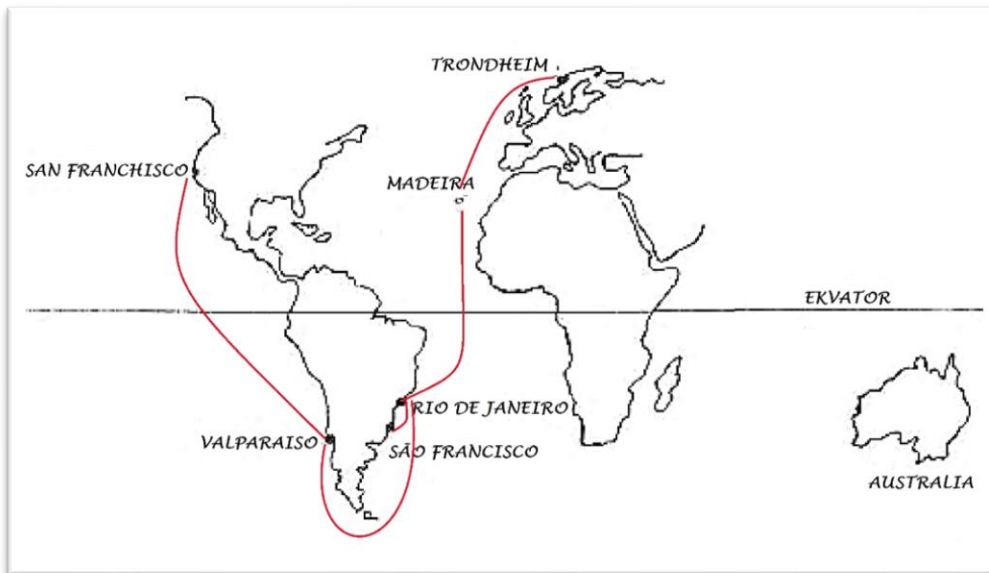 TRONDHEIM
SAN FRANCHISCO
MADEIRA
EKVATOR
RIO DE JANEIRO
VALPARAISO
SÃO FRANCISCO
AUSTRALIA